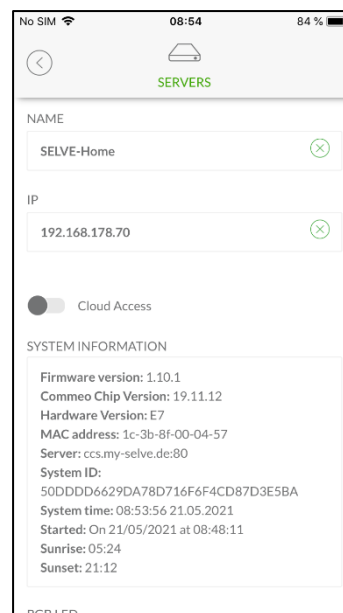 No SIM 08:54 84 %
SERVERS
NAME
SELVE-Home
IP
192.168.178.70
Cloud Access
SYSTEM INFORMATION
Firmware version: 1.10.1
Commeo Chip Version: 19.11.12
Hardware Version: E7
MAC address: 1c-3b-8f-00-04-57
Server: ccs.my-selve.de:80
System ID:
50DDDD6629DA78D716F6F4CD87D3E5BA
System time: 08:53:56 21.05.2021
Started: On 21/05/2021 at 08:48:11
Sunrise: 05:24
Sunset: 21:12
RGB LED